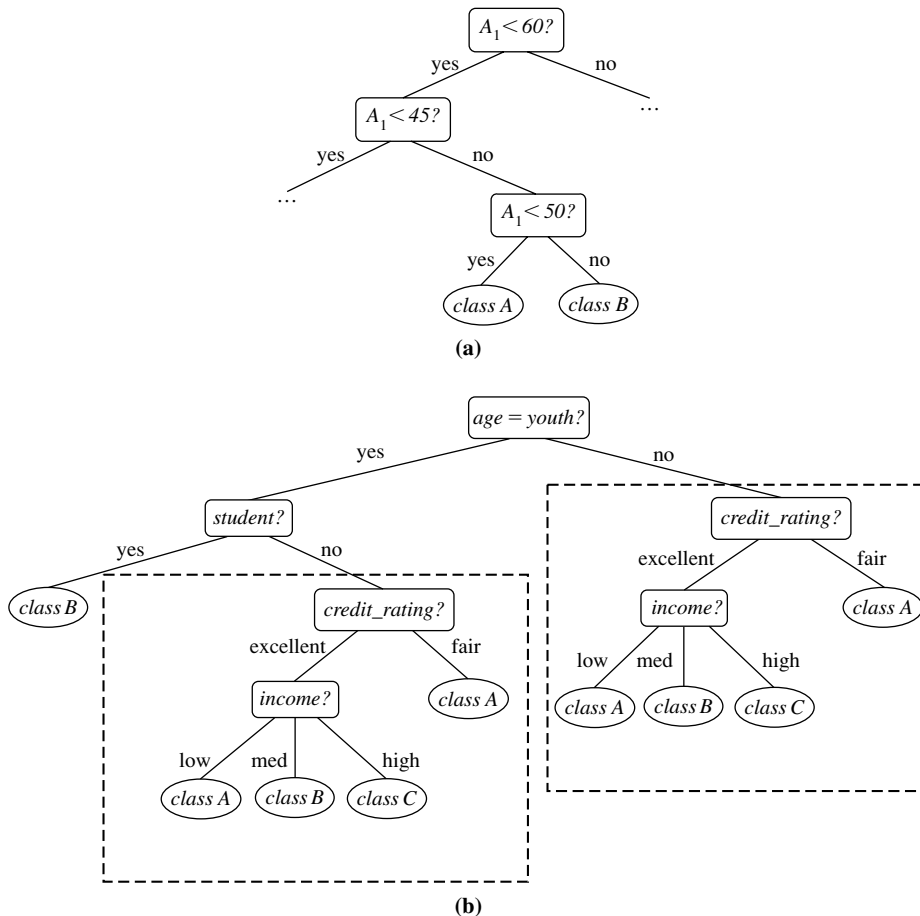 A₁ < 60?
yes
no
A₁ < 45?
...
yes
no
...
A₁ < 50?
yes
no
class A
class B
(a)
age = youth?
yes
no
student?
credit_rating?
yes
no
excellent
fair
class B
credit_rating?
income?
class A
excellent
fair
low
med
high
income?
class A
class A
class B
class C
low
med
high
class A
class B
class C
(b)